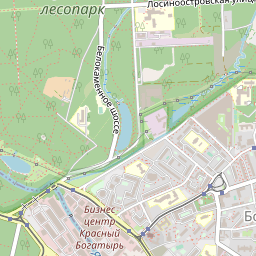 Лосиноостровская улица
лесопарк
Белокаменное шоссе
Бизнес
центр
Красный
Богатырь
Бо